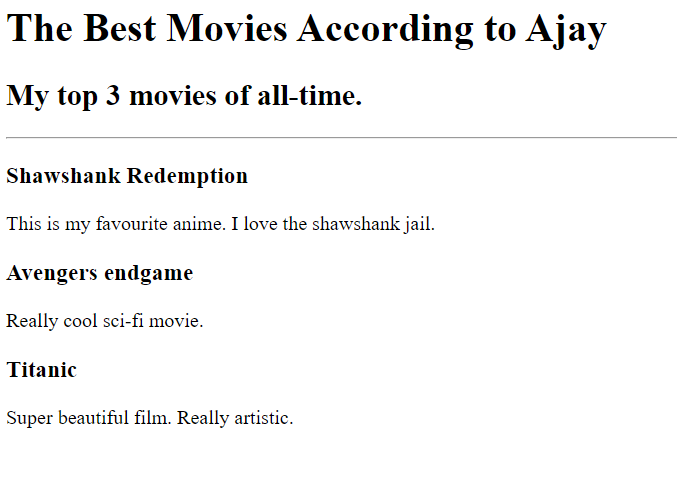 The Best Movies According to Ajay
My top 3 movies of all-time.
Shawshank Redemption
This is my favourite anime. I love the shawshank jail.
Avengers endgame
Really cool sci-fi movie.
Titanic
Super beautiful film. Really artistic.